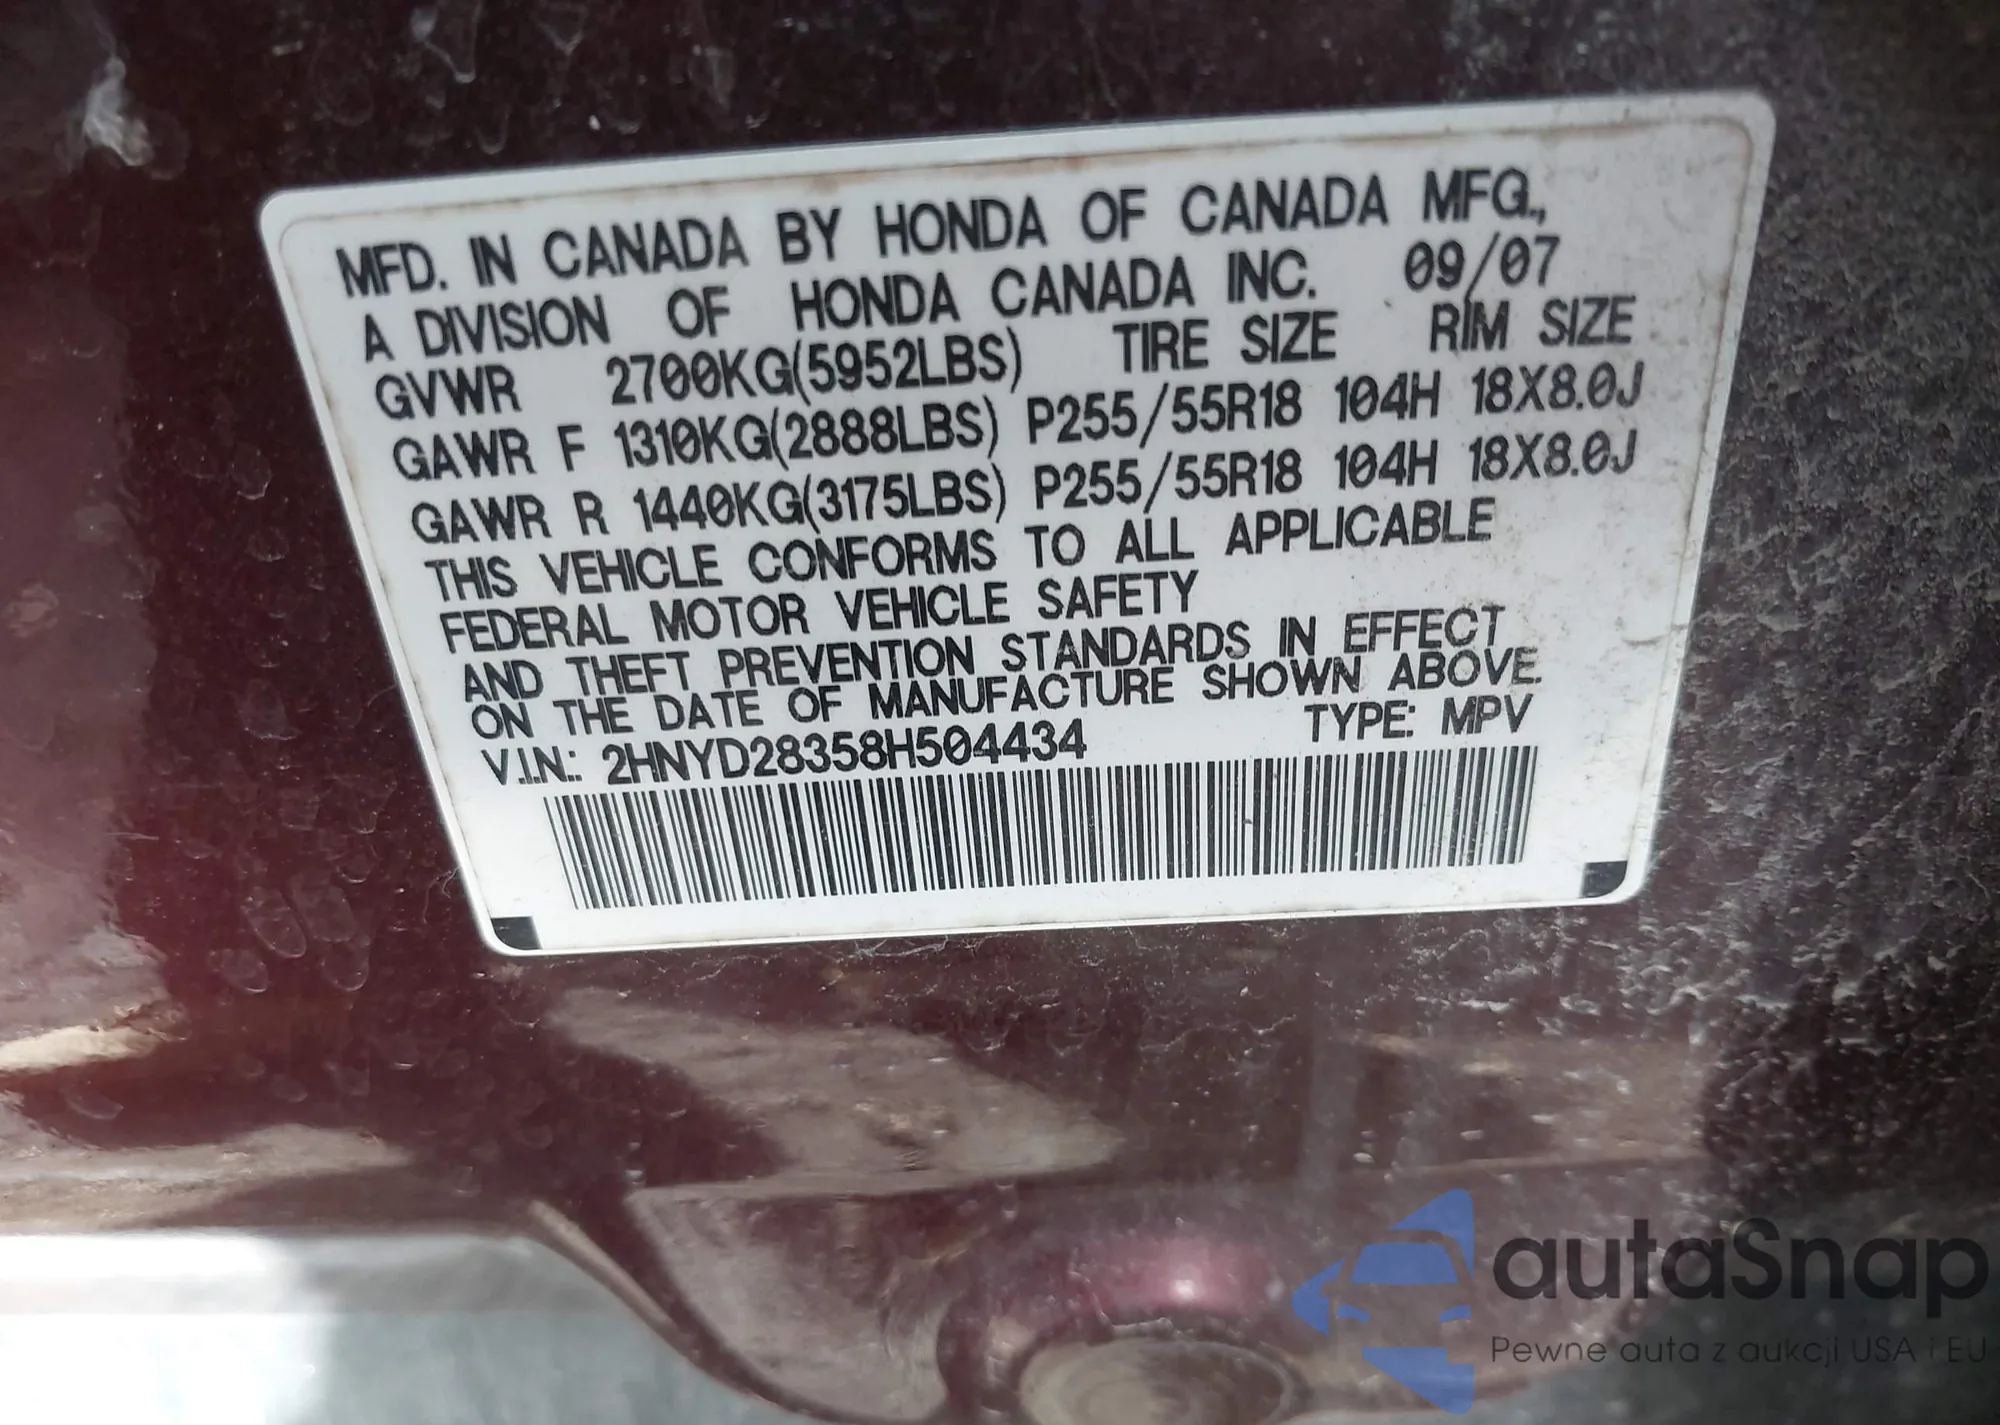 MFD. IN CANADA BY HONDA OF CANADA MFG.,
A DIVISION OF HONDA CANADA INC. 09/07
GVWR 2700KG(5952LBS) TIRE SIZE RIM SIZE
GAWR F 1310KG(2888LBS) P255/55R18 104H 18X8.0J
GAWR R 1440KG(3175LBS) P255/55R18 104H 18X8.0J
THIS VEHICLE CONFORMS TO ALL APPLICABLE
FEDERAL MOTOR VEHICLE SAFETY
AND THEFT PREVENTION STANDARDS IN EFFECT
ON THE DATE OF MANUFACTURE SHOWN ABOVE.
V.I.N.: 2HNYD28358H504434 TYPE: MPV
autaSnap
Pewne auta z aukcji USA i EU